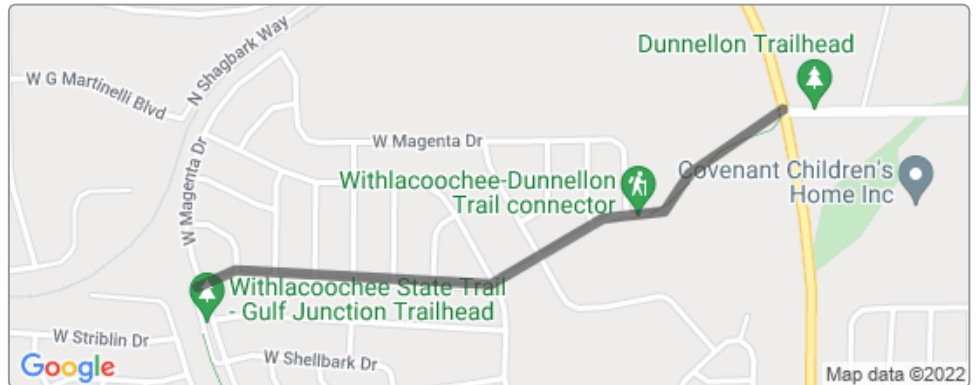 Dunnellon Trailhead
N Shagbark Way
W G Martinelli Blvd
W Magenta Dr
W Magenta Dr
Withlacoochee-Dunnellon
Trail connector
Covenant Children's
Home Inc
Withlacoochee State Trail
- Gulf Junction Trailhead
W Striblin Dr
W Shellbark Dr
Google
Map data ©2022